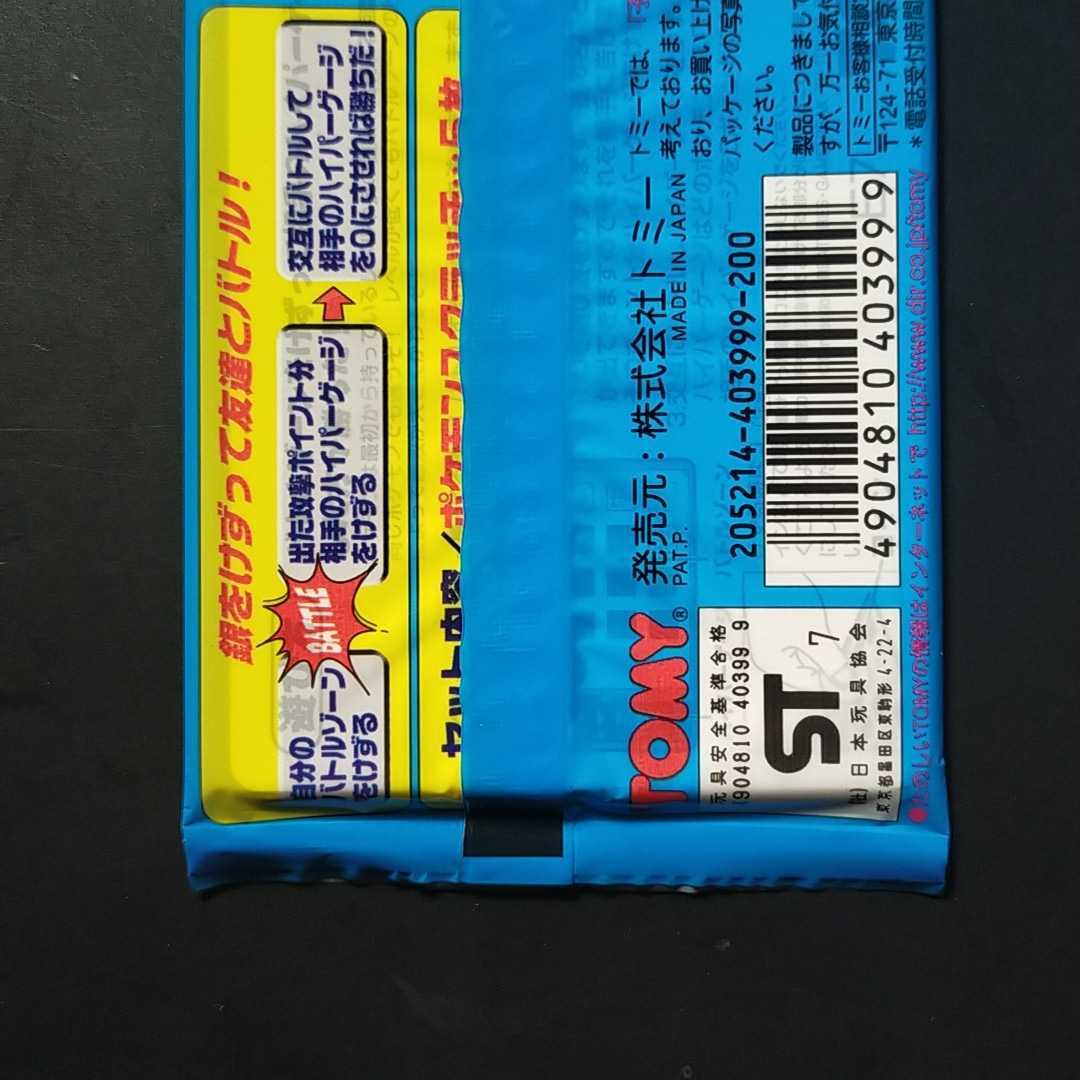 銀をけずって友達とバトル！
自分の
バトルゾーン
をけずる
BATTLE
出た攻撃ポイント分
相手のハイパーゲージ
をけずる
交互にバトルして
相手のハイパーゲージ
を0にさせれば勝ちだ！
セット内容/ポケモンスクラッチ
トミーでは、
考えております。
おり、お買い上げ
パッケージの写真
ください。
製品につきまして
すが、万一お気付
トミーお客様相談
〒124-71 東京
*電話受付時間
TOMY®
発売元：株式会社トミー
PAT.P.
MADE IN JAPAN
205214-403999-200
4904810403999
玩具安全基準合格
904810 40399 9
ST
7
日本玩具協会
東京都墨田区東駒形4-22-4
●たのしいTOMYの情報はインターネットで http://www.dir.co.jp/tomy